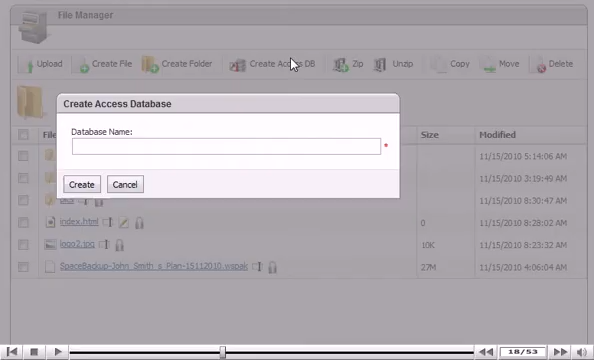 File Manager
Upload Create File Create Folder Create Access DB Zip Unzip Copy Move Delete
Create Access Database
Database Name:
*
Create Cancel
File Size Modified
11/15/2010 5:14:06 AM
11/15/2010 3:19:49 AM
11/15/2010 8:30:47 AM
index.html 0 11/15/2010 8:28:02 AM
logo2.jpg 10K 11/15/2010 8:23:32 AM
SpaceBackup-John_Smith_s_Plan-15112010.wspak 27M 11/15/2010 4:06:04 AM
18/53